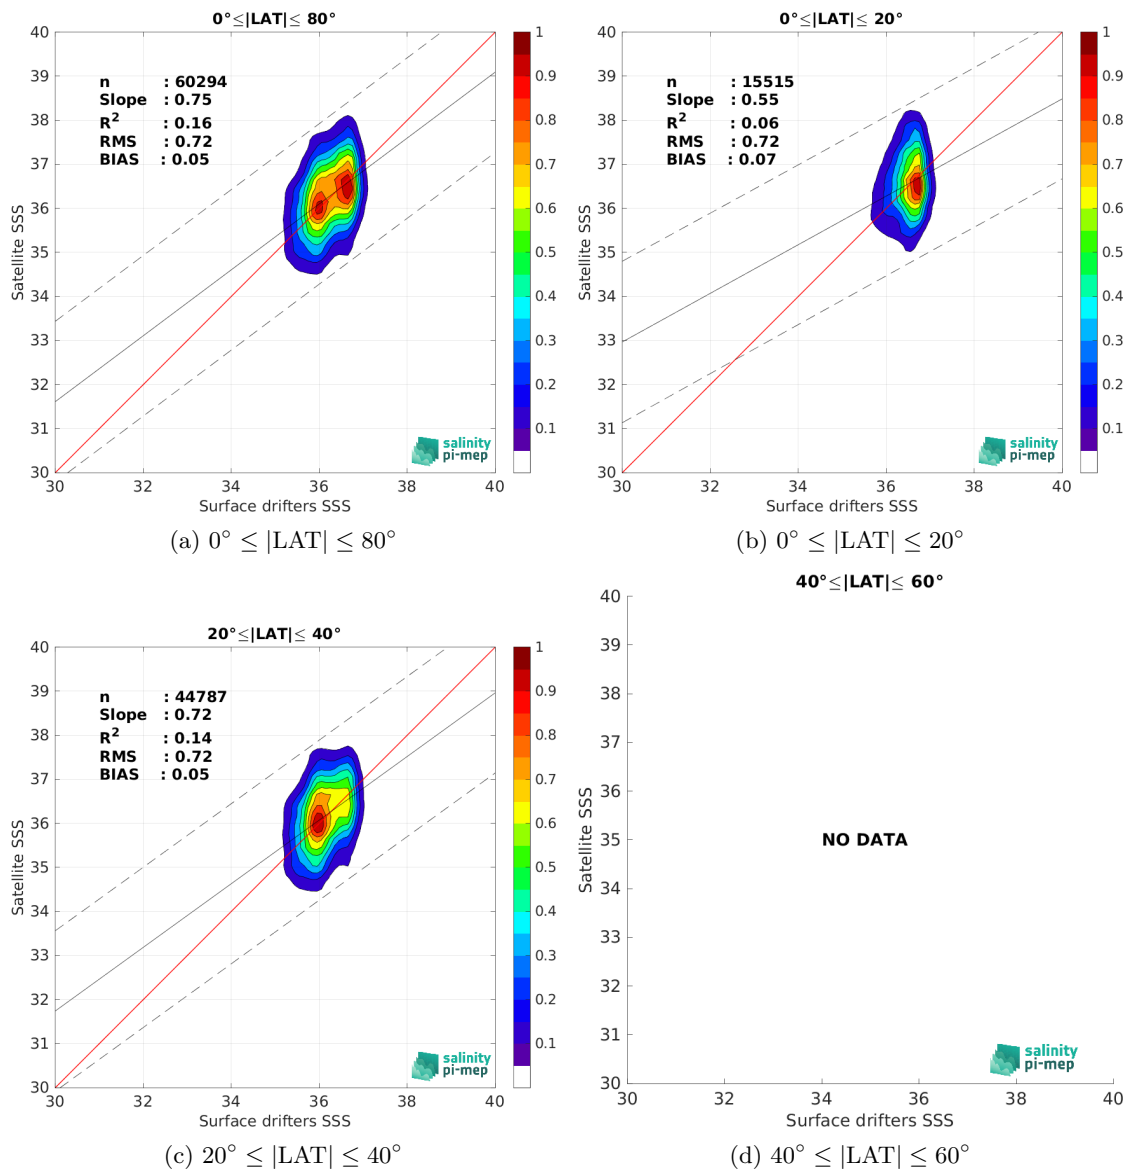 0°≤|LAT|≤ 80°
40
39
38
37
36
35
34
33
32
31
30
30
32
34
36
38
40
Satellite SSS
Surface drifters SSS
n : 60294
Slope : 0.75
R² : 0.16
RMS : 0.72
BIAS : 0.05
1
0.9
0.8
0.7
0.6
0.5
0.4
0.3
0.2
0.1
salinity
pi-mep
(a) 0° ≤ |LAT| ≤ 80°
0°≤|LAT|≤ 20°
40
39
38
37
36
35
34
33
32
31
30
30
32
34
36
38
40
Satellite SSS
Surface drifters SSS
n : 15515
Slope : 0.55
R² : 0.06
RMS : 0.72
BIAS : 0.07
1
0.9
0.8
0.7
0.6
0.5
0.4
0.3
0.2
0.1
salinity
pi-mep
(b) 0° ≤ |LAT| ≤ 20°
20°≤|LAT|≤ 40°
40
39
38
37
36
35
34
33
32
31
30
30
32
34
36
38
40
Satellite SSS
Surface drifters SSS
n : 44787
Slope : 0.72
R² : 0.14
RMS : 0.72
BIAS : 0.05
1
0.9
0.8
0.7
0.6
0.5
0.4
0.3
0.2
0.1
salinity
pi-mep
(c) 20° ≤ |LAT| ≤ 40°
40°≤|LAT|≤ 60°
40
39
38
37
36
35
34
33
32
31
30
30
32
34
36
38
40
Satellite SSS
Surface drifters SSS
NO DATA
salinity
pi-mep
(d) 40° ≤ |LAT| ≤ 60°